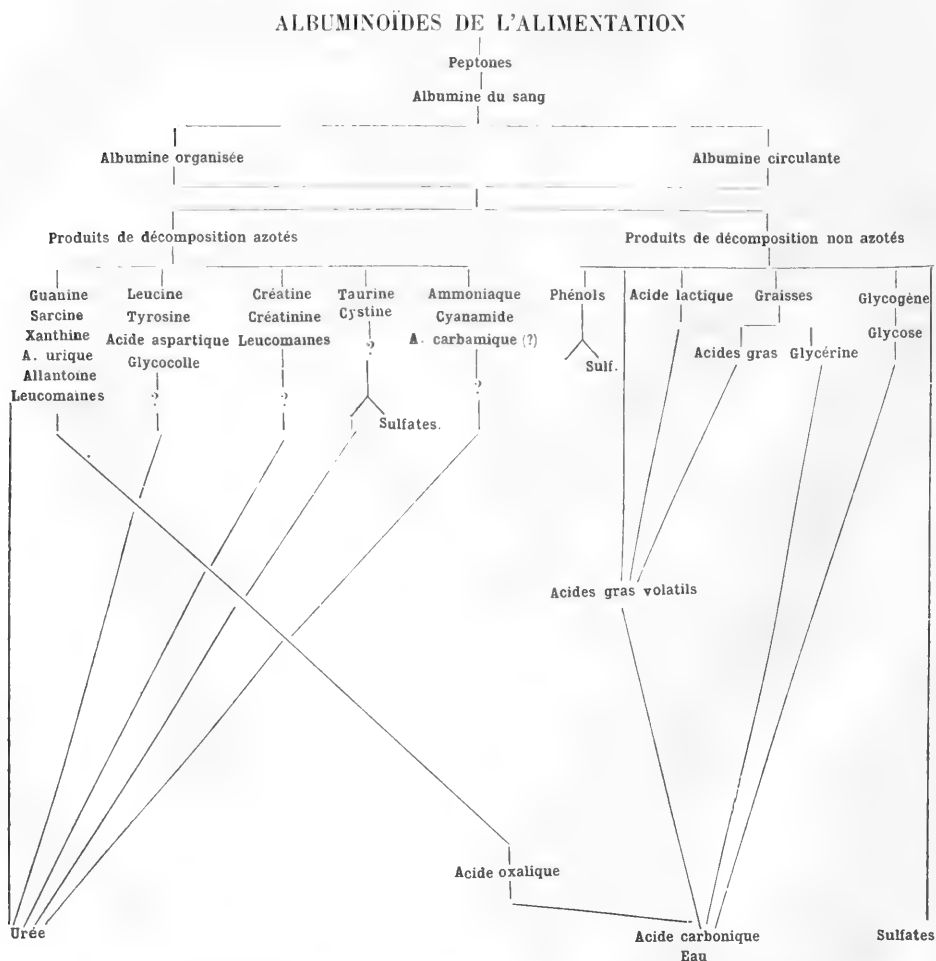 ALBUMINOÏDES DE L'ALIMENTATION
Peptones
Albumine du sang
Albumine organisée
Albumine circulante
Produits de décomposition azotés
Produits de décomposition non azotés
Guanine
Sarcine
Xanthine
A. urique
Allantoine
Leucomaines
Leucine
Tyrosine
Acide aspartique
Glycocolle
?
Créatine
Créatinine
Leucomaines
?
Taurine
Cystine
?
Sulfates.
Ammoniaque
Cyanamide
A. carbamique (?)
?
Phénols
Sulf.
Acide lactique
Graisses
Acides gras
Glycérine
Glycogène
Glycose
Acides gras volatils
Acide oxalique
Urée
Acide carbonique
Eau
Sulfates